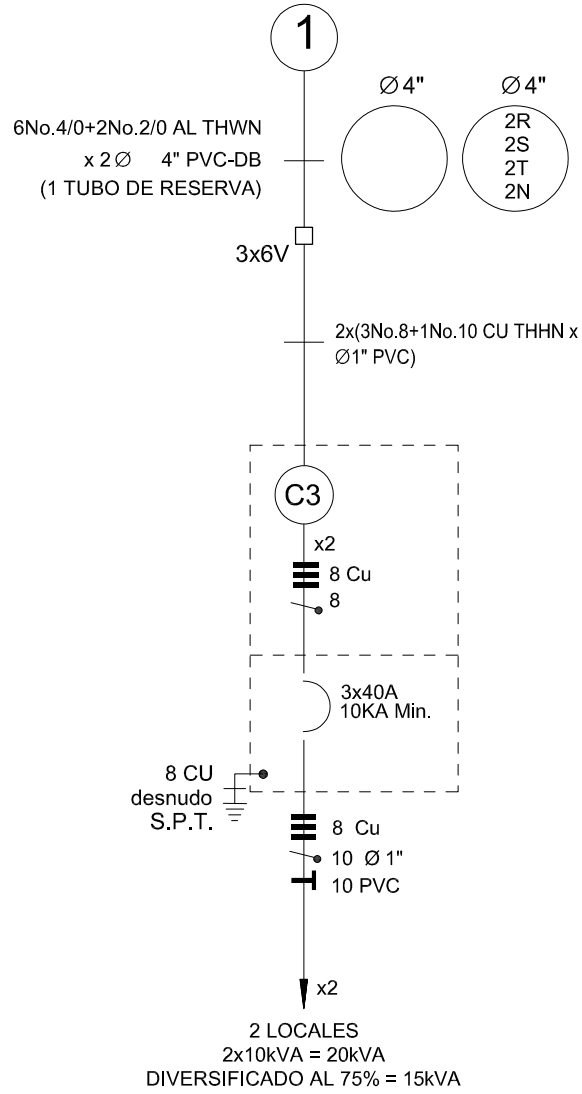 1
Ø 4"
Ø 4"
6No.4/0+2No.2/0 AL THWN
x 2 Ø 4" PVC-DB
(1 TUBO DE RESERVA)
2R
2S
2T
2N
3x6V
2x(3No.8+1No.10 CU THHN x
Ø1" PVC)
C3
x2
8 Cu
8
3x40A
10KA Min.
8 CU
desnudo
S.P.T.
8 Cu
10 Ø 1"
10 PVC
x2
2 LOCALES
2x10kVA = 20kVA
DIVERSIFICADO AL 75% = 15kVA